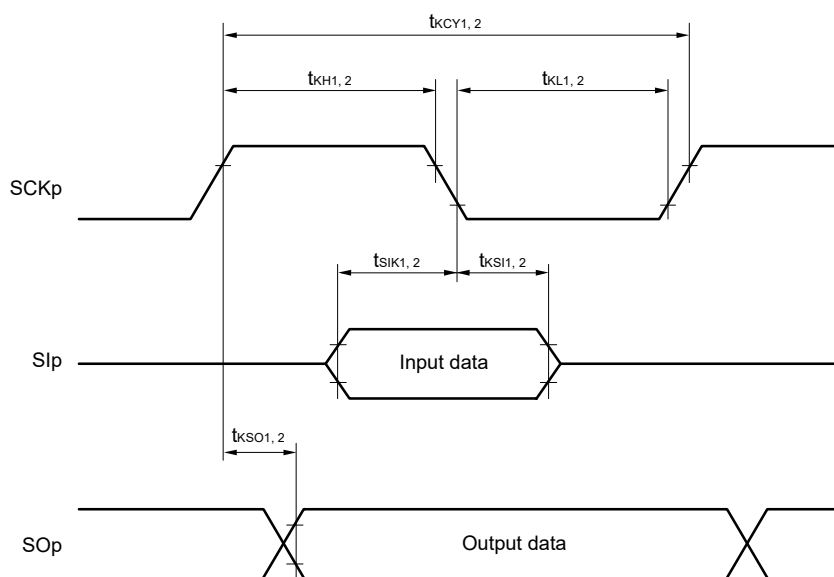 tKCY1, 2
tKH1, 2
tKL1, 2
SCKp
tSIK1, 2
tKSI1, 2
SIp
Input data
tKSO1, 2
SOp
Output data